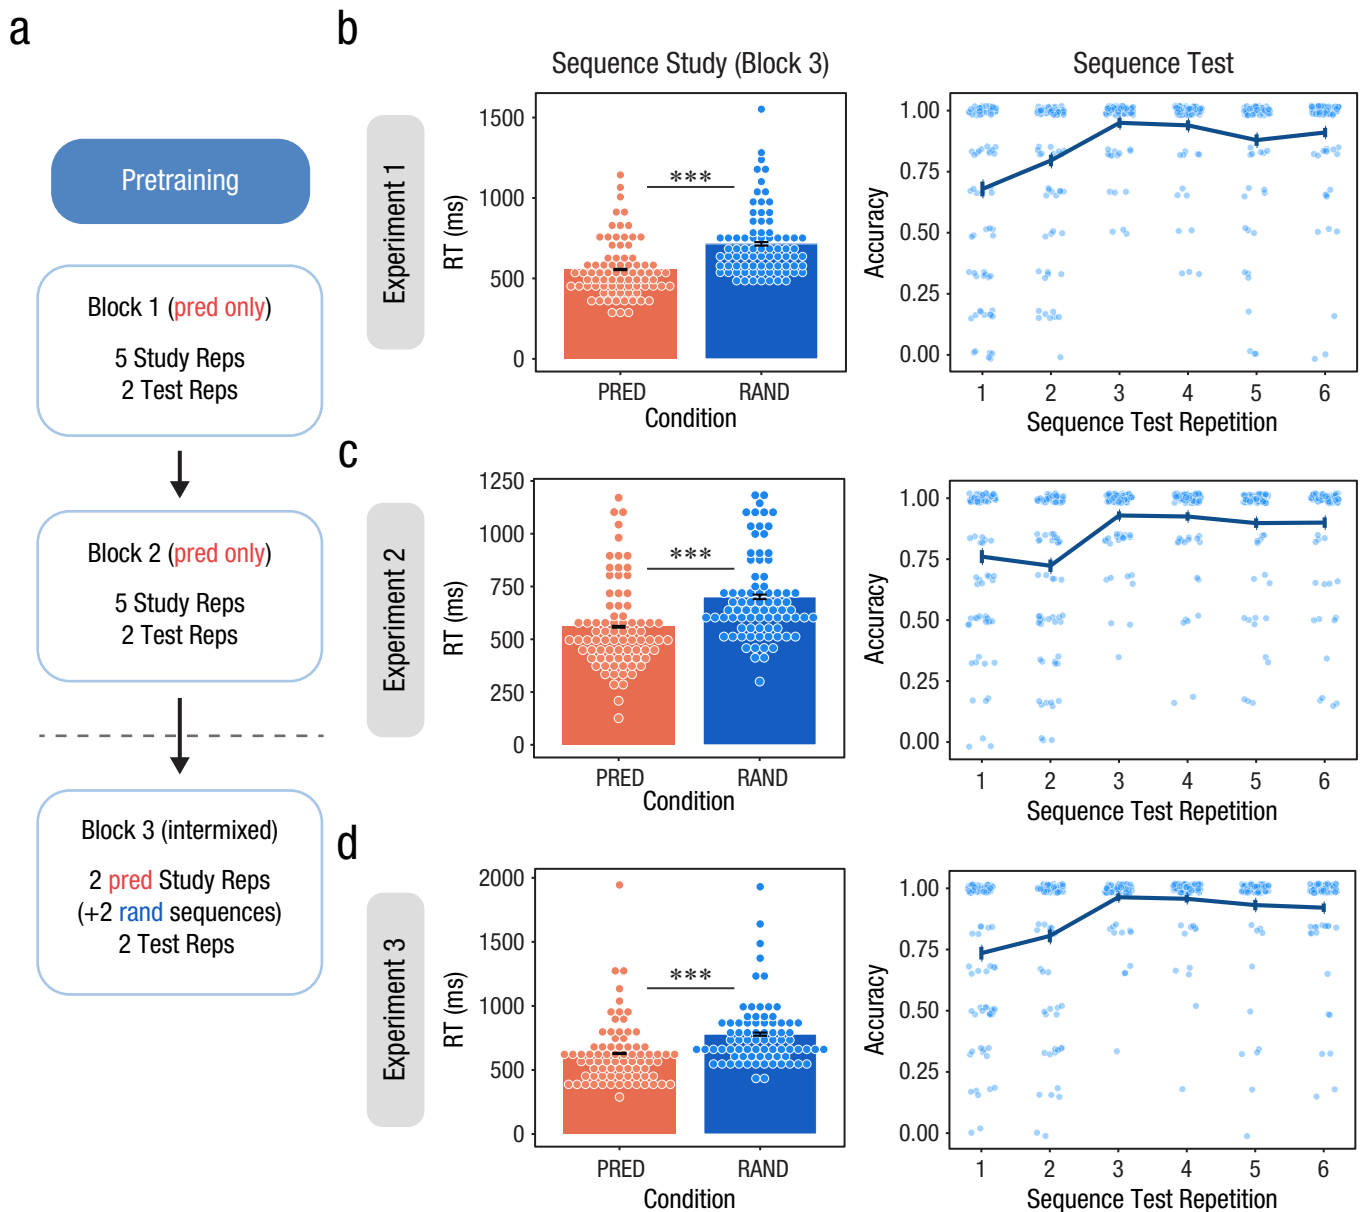 a
Pretraining
Block 1 (pred only)
5 Study Reps
2 Test Reps
Block 2 (pred only)
5 Study Reps
2 Test Reps
Block 3 (intermixed)
2 pred Study Reps
(+2 rand sequences)
2 Test Reps
b
Experiment 1
Sequence Study (Block 3)
RT (ms)
1500
1000
500
0
***
PRED
RAND
Condition
Sequence Test
Accuracy
1.00
0.75
0.50
0.25
0.00
1 2 3 4 5 6
Sequence Test Repetition
c
Experiment 2
RT (ms)
1250
1000
750
500
250
0
***
PRED
RAND
Condition
Accuracy
1.00
0.75
0.50
0.25
0.00
1 2 3 4 5 6
Sequence Test Repetition
d
Experiment 3
RT (ms)
2000
1500
1000
500
0
***
PRED
RAND
Condition
Accuracy
1.00
0.75
0.50
0.25
0.00
1 2 3 4 5 6
Sequence Test Repetition